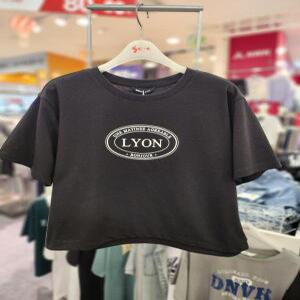 UNE MATINEE AGREABLE
LYON
• BONJOUR •
DNVR